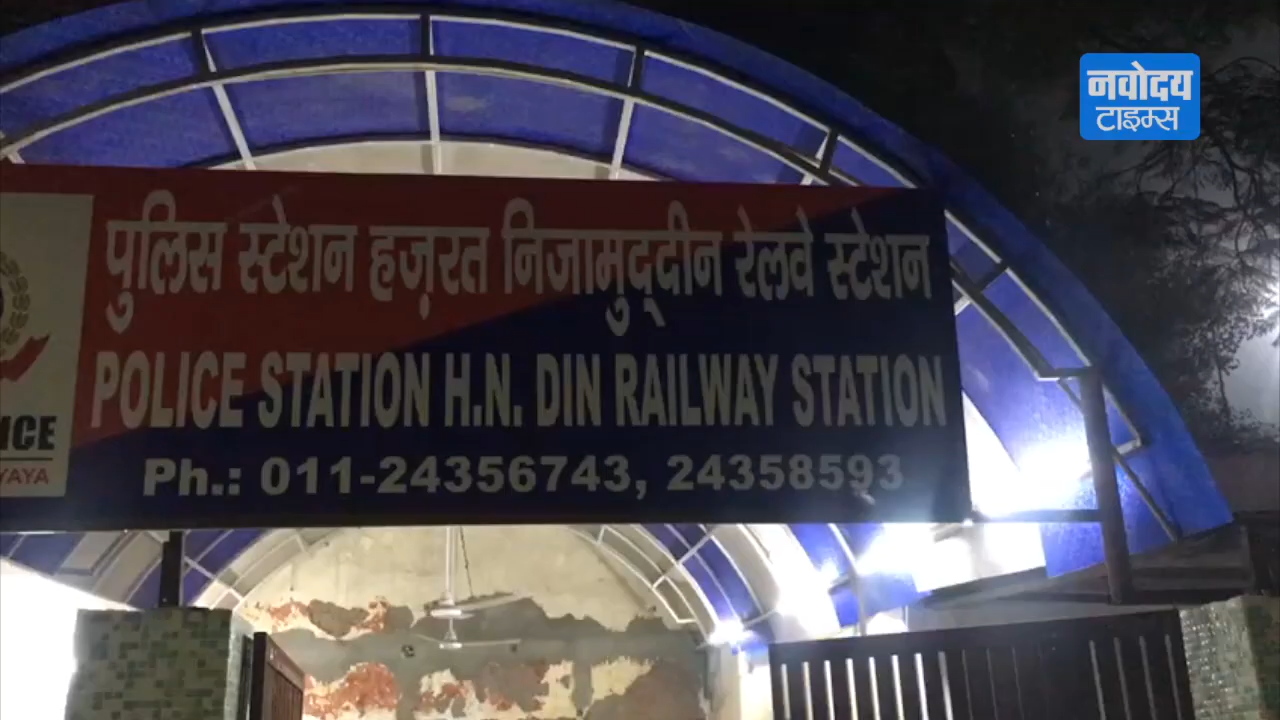 नवोदय
टाइम्स
पुलिस स्टेशन हज़रत निजामुद्‌दीन रेलवे स्टेशन
POLICE STATION H.N. DIN RAILWAY STATION
Ph.: 011-24356743, 24358593